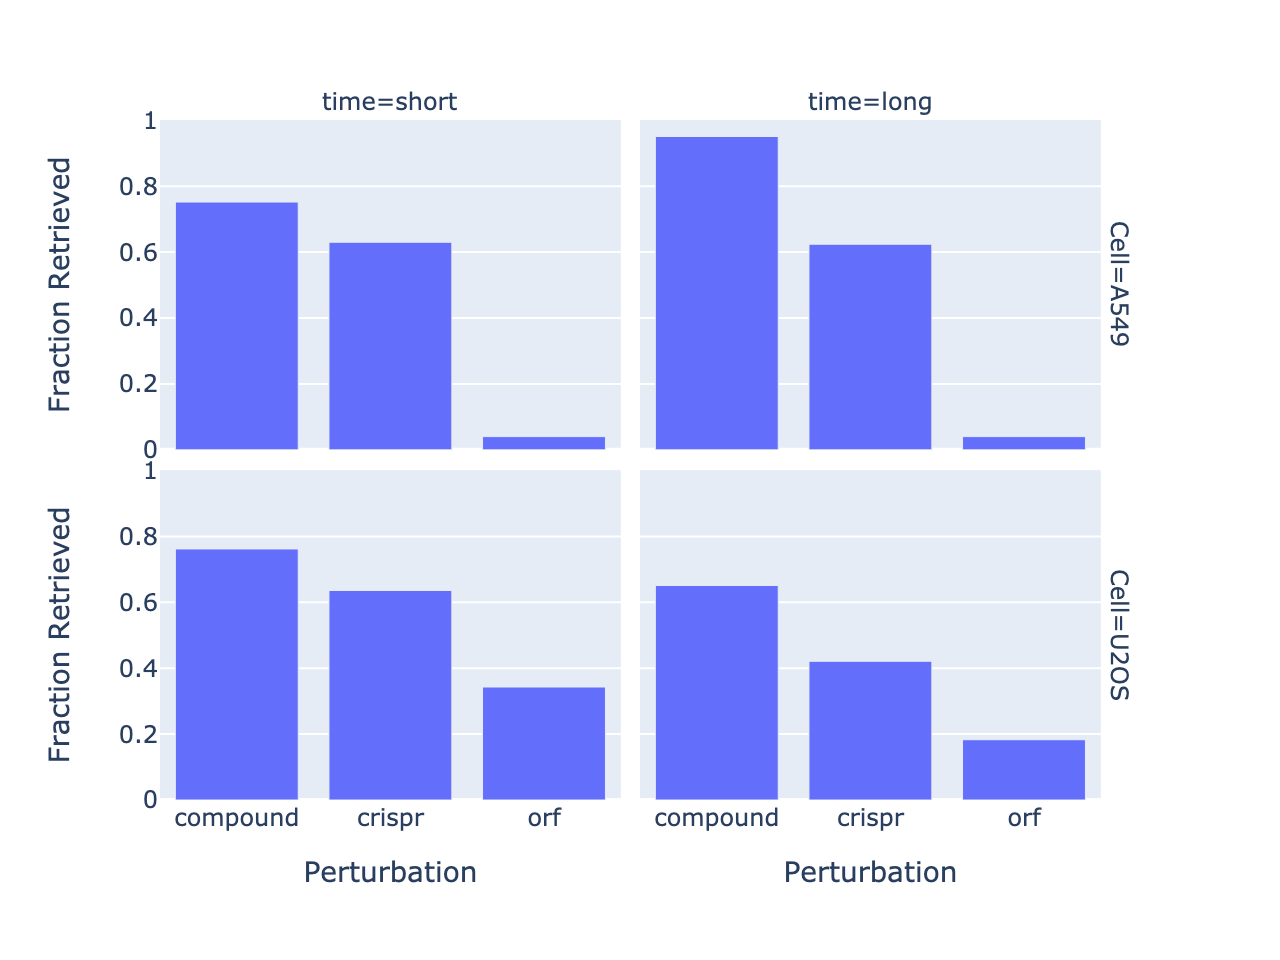 time=short
time=long
Fraction Retrieved
1
0.8
0.6
0.4
0.2
0
Cell=A549
Fraction Retrieved
1
0.8
0.6
0.4
0.2
0
Cell=U2OS
compound crispr orf
compound crispr orf
Perturbation
Perturbation